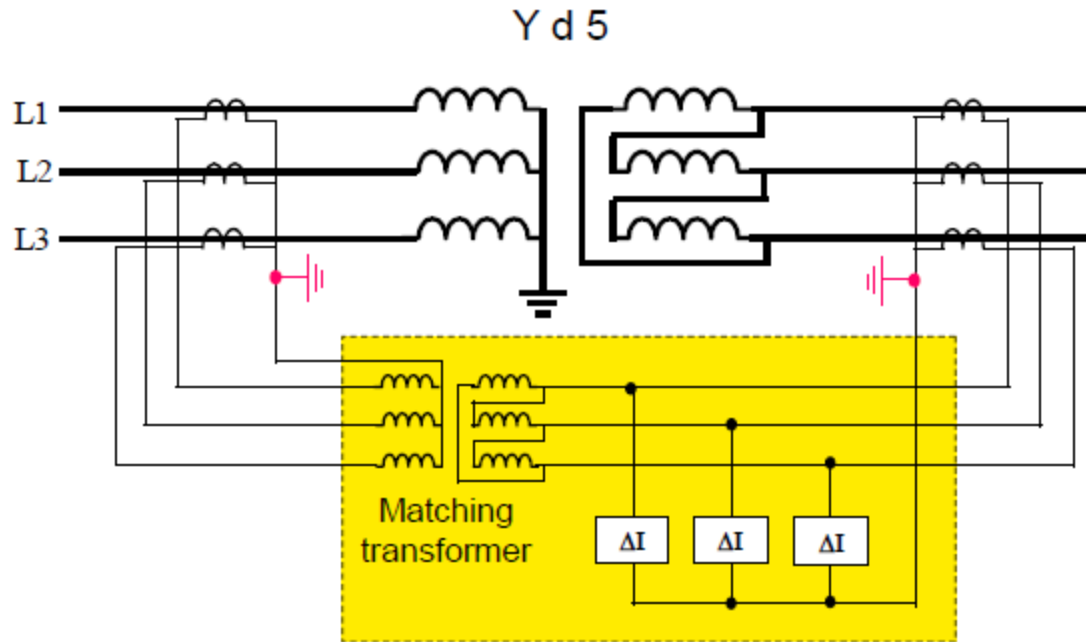 Y d 5
L1
L2
L3
Matching
transformer
ΔI ΔI ΔI